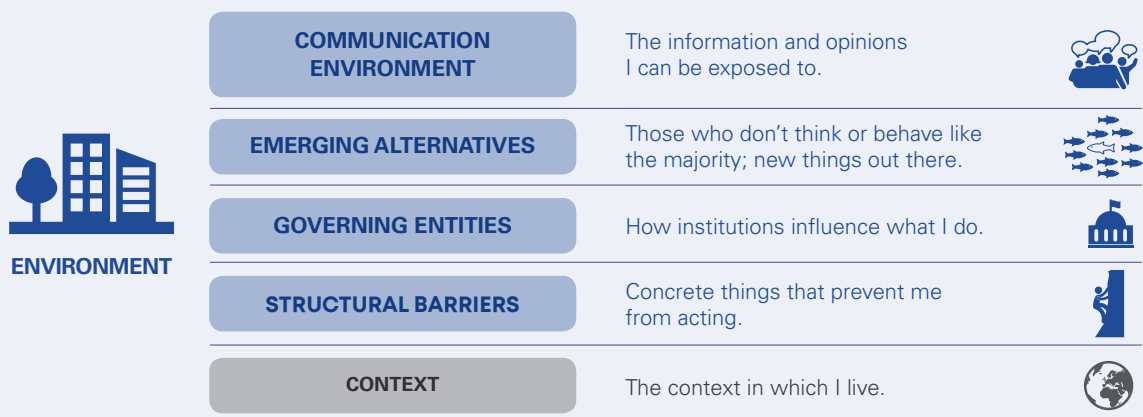 COMMUNICATION
ENVIRONMENT
The information and opinions
I can be exposed to.
EMERGING ALTERNATIVES
Those who don't think or behave like
the majority; new things out there.
ENVIRONMENT
GOVERNING ENTITIES
How institutions influence what I do.
STRUCTURAL BARRIERS
Concrete things that prevent me
from acting.
CONTEXT
The context in which I live.